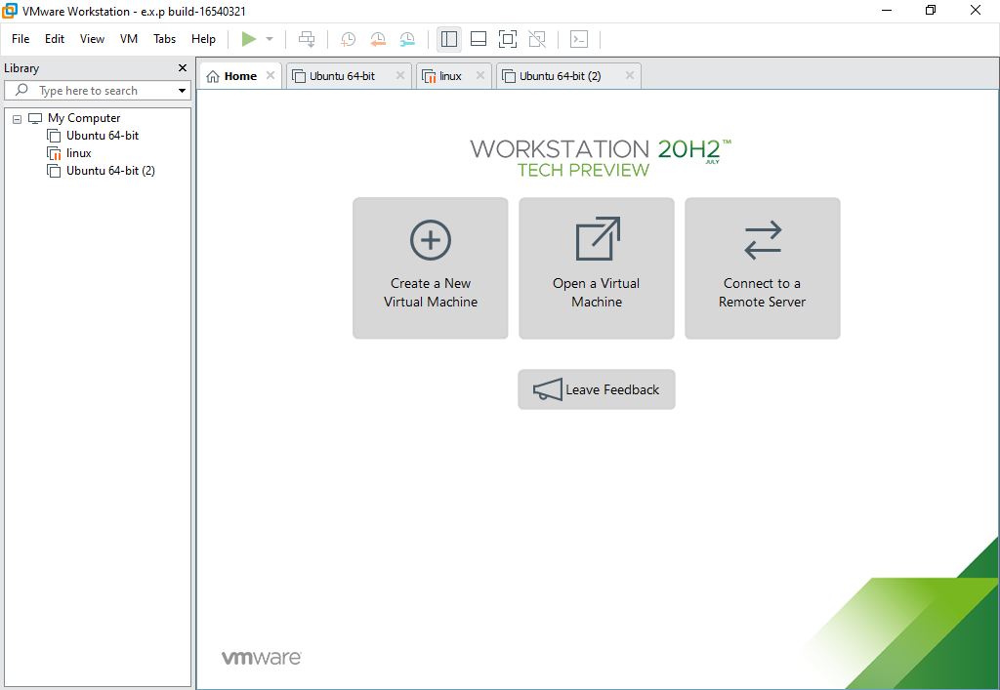 VMware Workstation - e.x.p build-16540321
File Edit View VM Tabs Help
Library
Type here to search
My Computer
Ubuntu 64-bit
linux
Ubuntu 64-bit (2)
Home
Ubuntu 64-bit
linux
Ubuntu 64-bit (2)
WORKSTATION 20H2™
JULY
TECH PREVIEW
Create a New
Virtual Machine
Open a Virtual
Machine
Connect to a
Remote Server
Leave Feedback
vmware